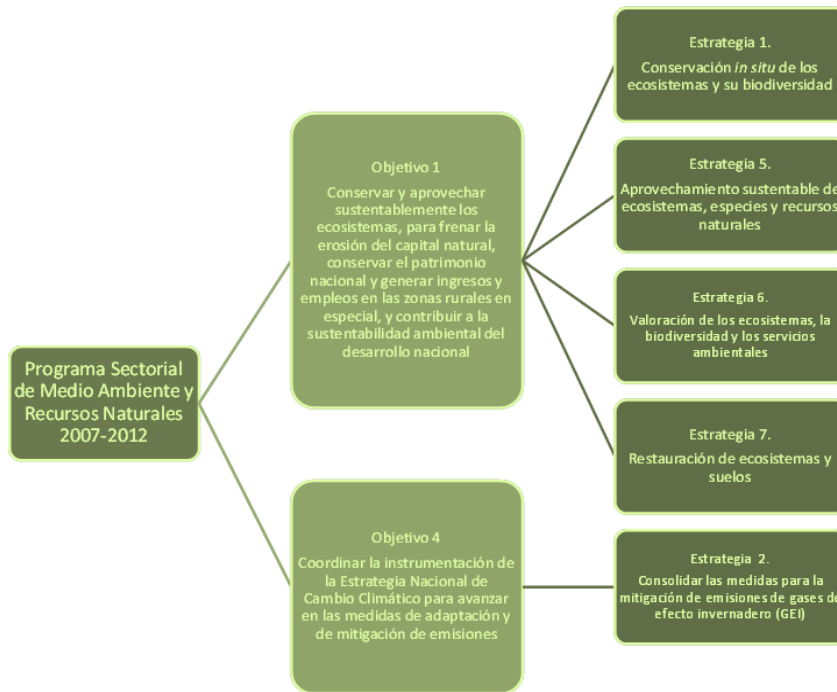 Programa Sectorial
de Medio Ambiente y
Recursos Naturales
2007-2012
Objetivo 1
Conservar y aprovechar
sustentablemente los
ecosistemas, para frenar la
erosión del capital natural,
conservar el patrimonio
nacional y generar ingresos y
empleos en las zonas rurales en
especial, y contribuir a la
sustentabilidad ambiental del
desarrollo nacional
Estrategia 1.
Conservación in situ de los
ecosistemas y su biodiversidad
Estrategia 5.
Aprovechamiento sustentable de
ecosistemas, especies y recursos
naturales
Estrategia 6.
Valoración de los ecosistemas, la
biodiversidad y los servicios
ambientales
Estrategia 7.
Restauración de ecosistemas y
suelos
Objetivo 4
Coordinar la instrumentación de
la Estrategia Nacional de
Cambio Climático para avanzar
en las medidas de adaptación y
de mitigación de emisiones
Estrategia 2.
Consolidar las medidas para la
mitigación de emisiones de gases de
efecto invernadero (GEI)